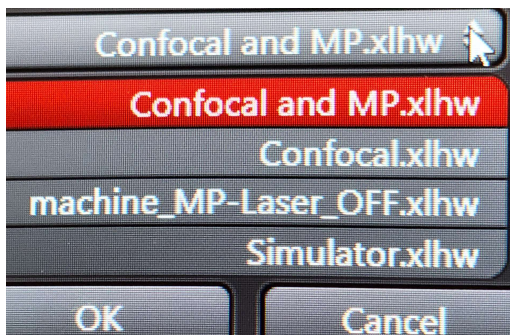 Confocal and MP.xlhw
Confocal and MP.xlhw
Confocal.xlhw
machine_MP-Laser_OFF.xlhw
Simulator.xlhw
OK Cancel